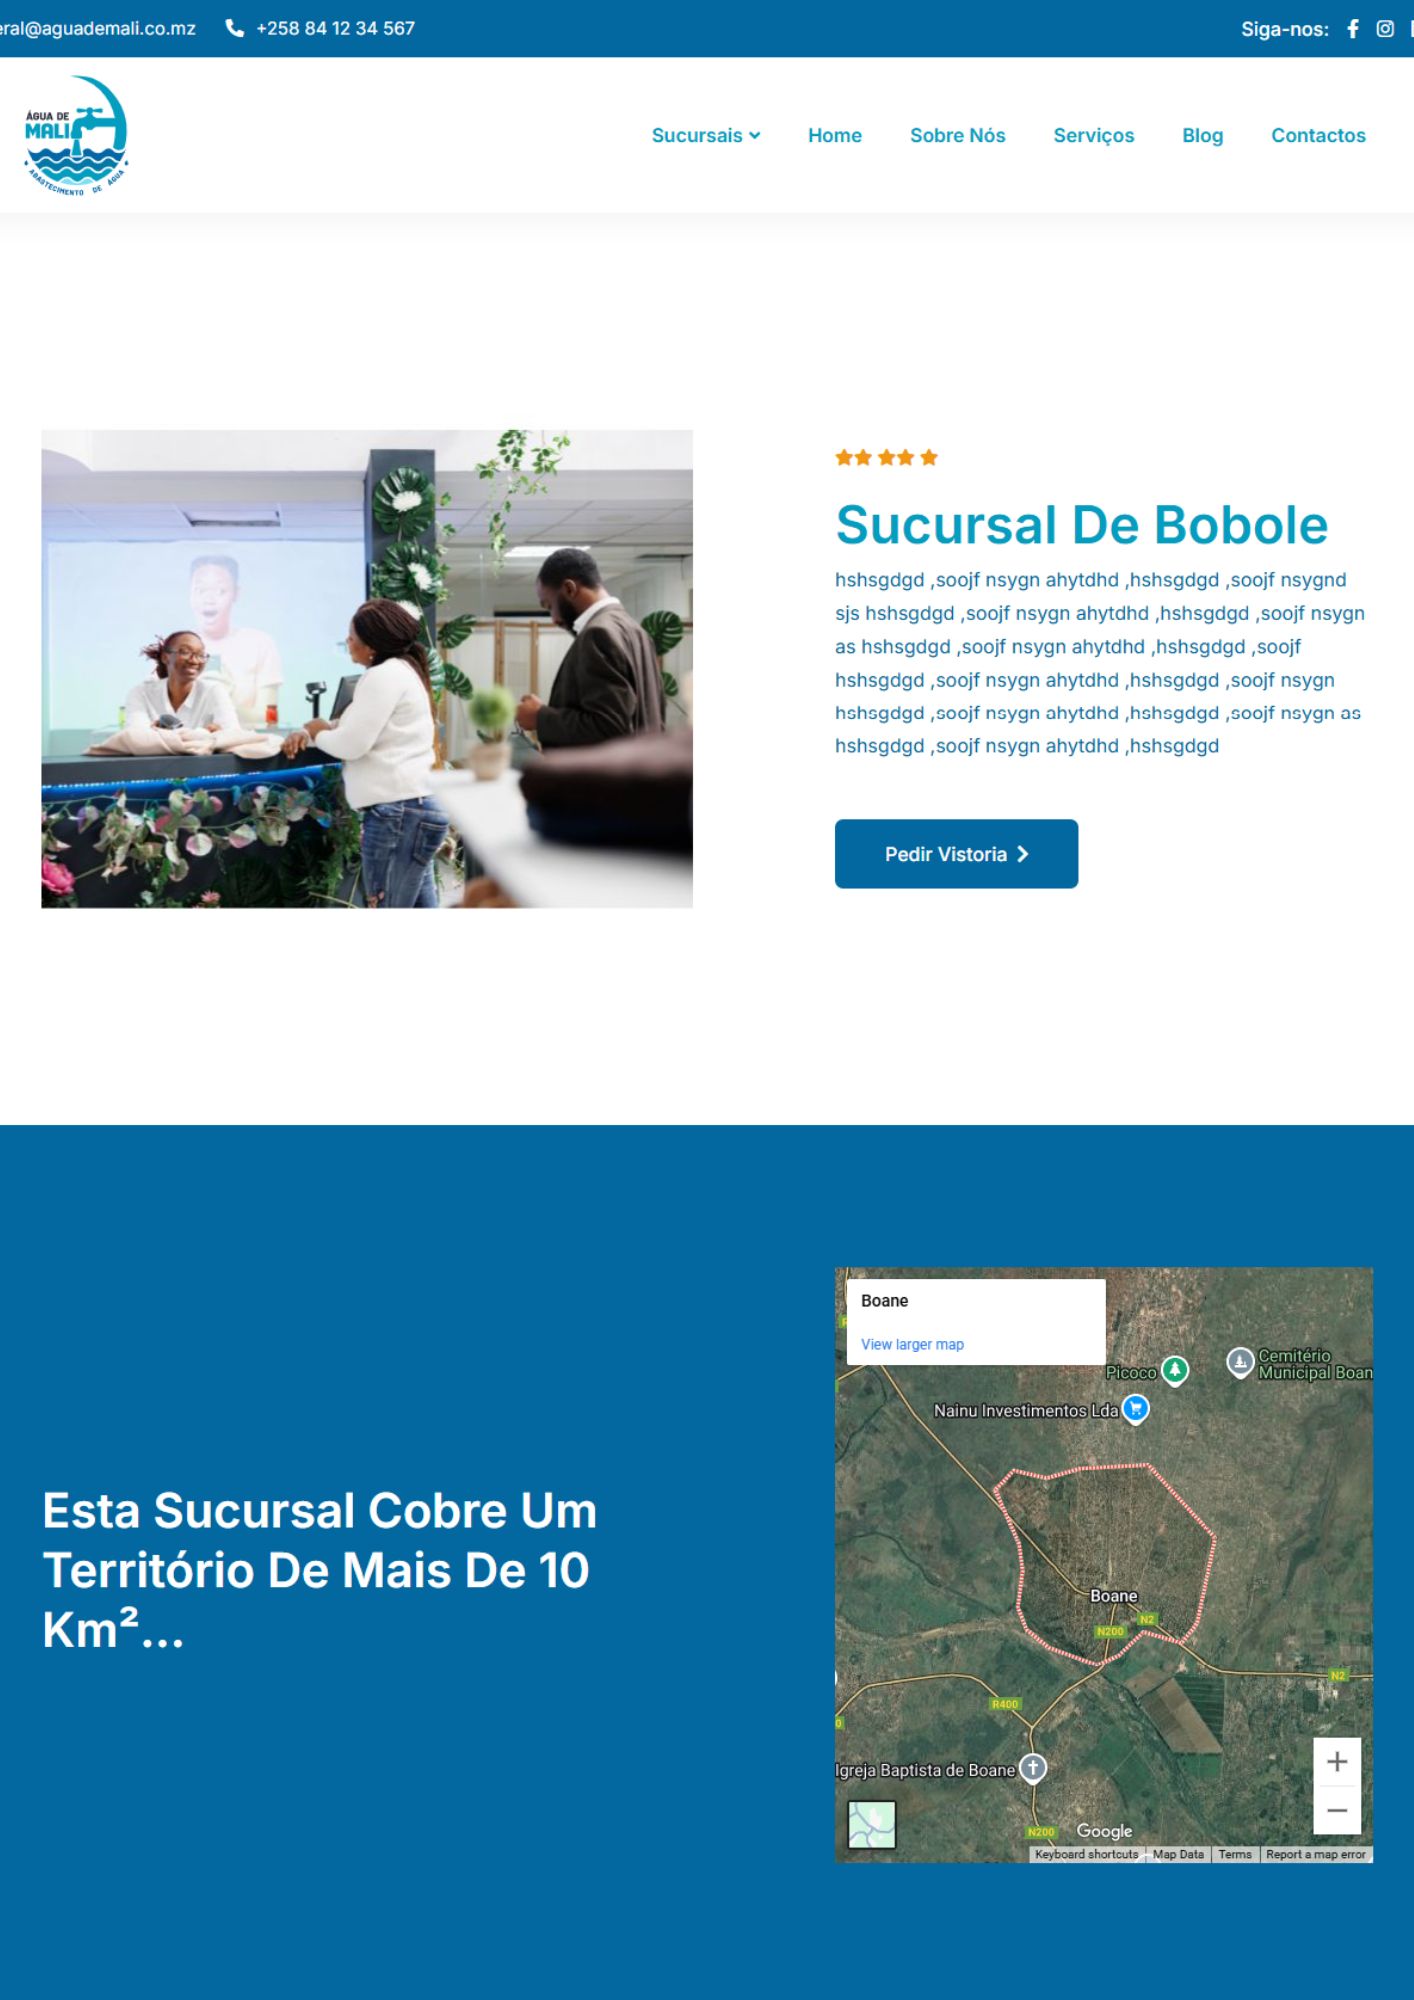 eral@aguademali.co.mz +258 84 12 34 567 Siga-nos:
ÁGUA DE
MALI
ABASTECIMENTO DE ÁGUA
Sucursais Home Sobre Nós Serviços Blog Contactos
Sucursal De Bobole
hshsgdgd ,soojf nsygn ahytdhd ,hshsgdgd ,soojf nsygnd
sjs hshsgdgd ,soojf nsygn ahytdhd ,hshsgdgd ,soojf nsygn
as hshsgdgd ,soojf nsygn ahytdhd ,hshsgdgd ,soojf
hshsgdgd ,soojf nsygn ahytdhd ,hshsgdgd ,soojf nsygn
hshsgdgd ,soojf nsygn ahytdhd ,hshsgdgd ,soojf nsygn as
hshsgdgd ,soojf nsygn ahytdhd ,hshsgdgd
Pedir Vistoria
Esta Sucursal Cobre Um
Território De Mais De 10
Km²...
Boane
View larger map
Picoco
Cemitério
Municipal Boan
Nainu Investimentos Lda
Boane
N2
N200
N2
R400
Igreja Baptista de Boane
N200
Google
Keyboard shortcuts Map Data Terms Report a map error